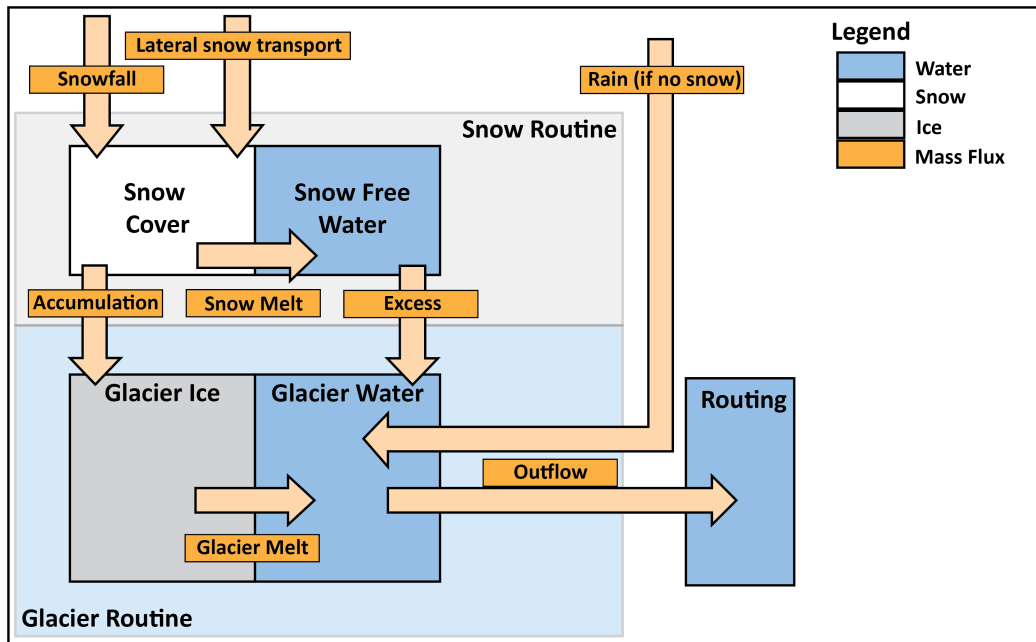 Lateral snow transport
Snowfall
Rain (if no snow)
Legend
Water
Snow
Ice
Mass Flux
Snow Routine
Snow
Cover
Snow Free
Water
Accumulation
Snow Melt
Excess
Glacier Ice
Glacier Water
Routing
Outflow
Glacier Melt
Glacier Routine